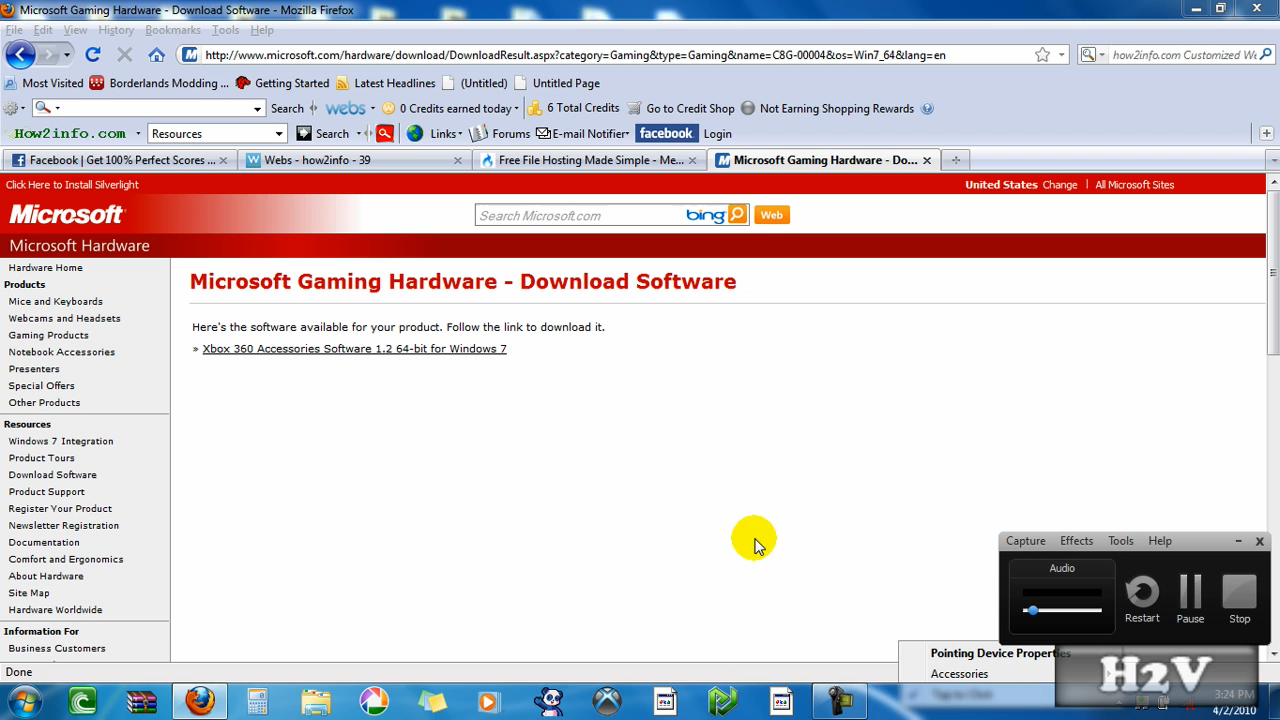 Microsoft Gaming Hardware - Download Software - Mozilla Firefox
File Edit View History Bookmarks Tools Help
http://www.microsoft.com/hardware/download/DownloadResult.aspx?category=Gaming&type=Gaming&name=C8G-00004&os=Win7_64&lang=en
how2info.com Customized We
Most Visited Borderlands Modding ... Getting Started Latest Headlines (Untitled) Untitled Page
Search webs 0 Credits earned today 6 Total Credits Go to Credit Shop Not Earning Shopping Rewards
How2info.com Resources Search Links Forums E-mail Notifier facebook Login
Facebook | Get 100% Perfect Scores ... Webs - how2info - 39 Free File Hosting Made Simple - Me... Microsoft Gaming Hardware - Do...
Click Here to Install Silverlight United States Change | All Microsoft Sites
Microsoft Search Microsoft.com bing Web
Microsoft Hardware
Hardware Home
Products
Mice and Keyboards
Webcams and Headsets
Gaming Products
Notebook Accessories
Presenters
Special Offers
Other Products
Resources
Windows 7 Integration
Product Tours
Download Software
Product Support
Register Your Product
Newsletter Registration
Documentation
Comfort and Ergonomics
About Hardware
Site Map
Hardware Worldwide
Information For
Business Customers
Microsoft Gaming Hardware - Download Software
Here's the software available for your product. Follow the link to download it.
» Xbox 360 Accessories Software 1.2 64-bit for Windows 7
Capture Effects Tools Help
Audio
Restart Pause Stop
Pointing Device Properties
Accessories
Done
H2V
3:24 PM
4/2/2010